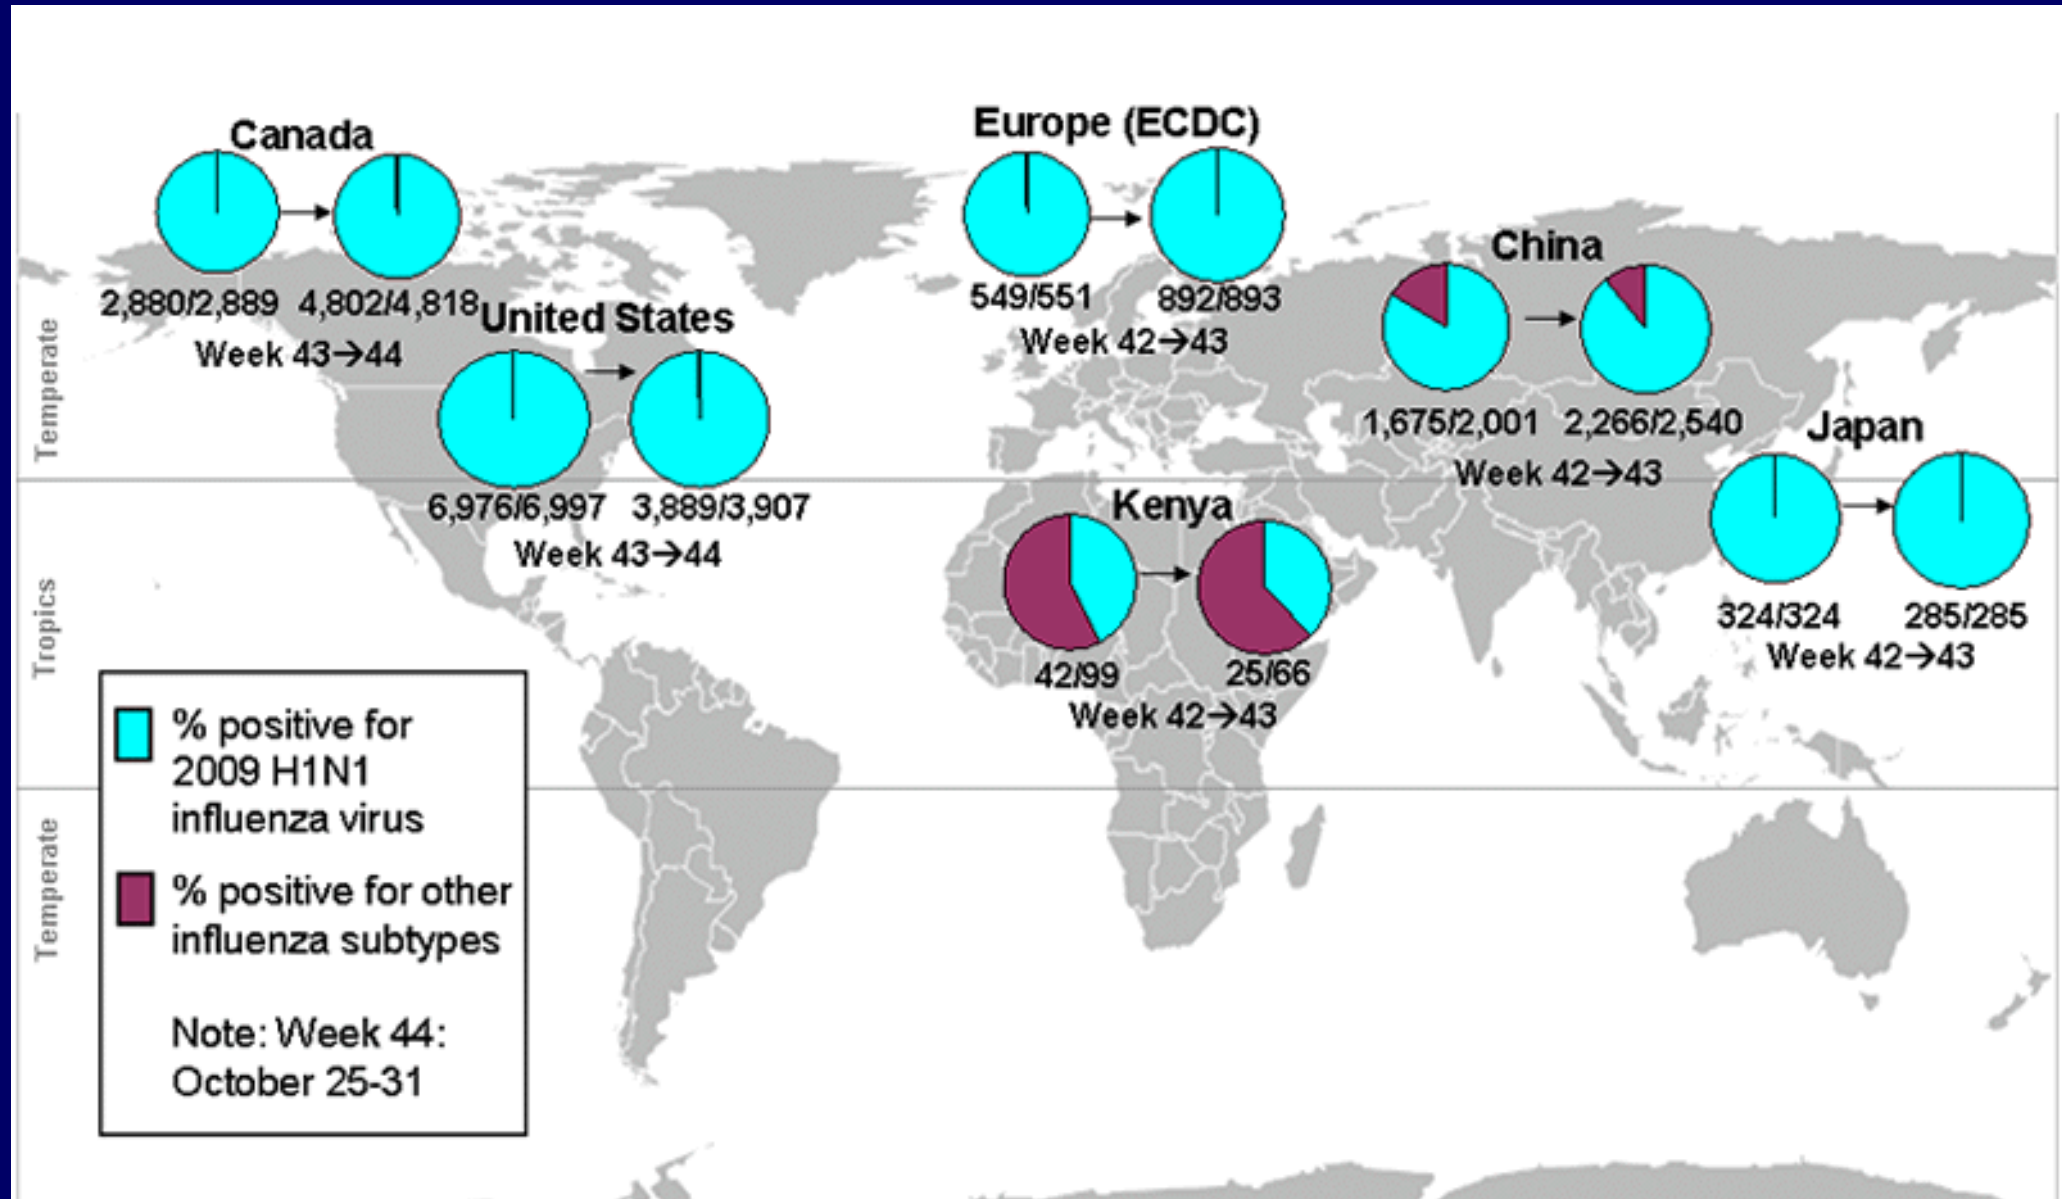 Canada
2,880/2,889 4,802/4,818
Week 43→44
United States
6,976/6,997 3,889/3,907
Week 43→44
Europe (ECDC)
549/551 892/893
Week 42→43
China
1,675/2,001 2,266/2,540
Week 42→43
Japan
324/324 285/285
Week 42→43
Kenya
42/99 25/66
Week 42→43
Temperate
Tropics
Temperate
% positive for
2009 H1N1
influenza virus
% positive for other
influenza subtypes
Note: Week 44:
October 25-31